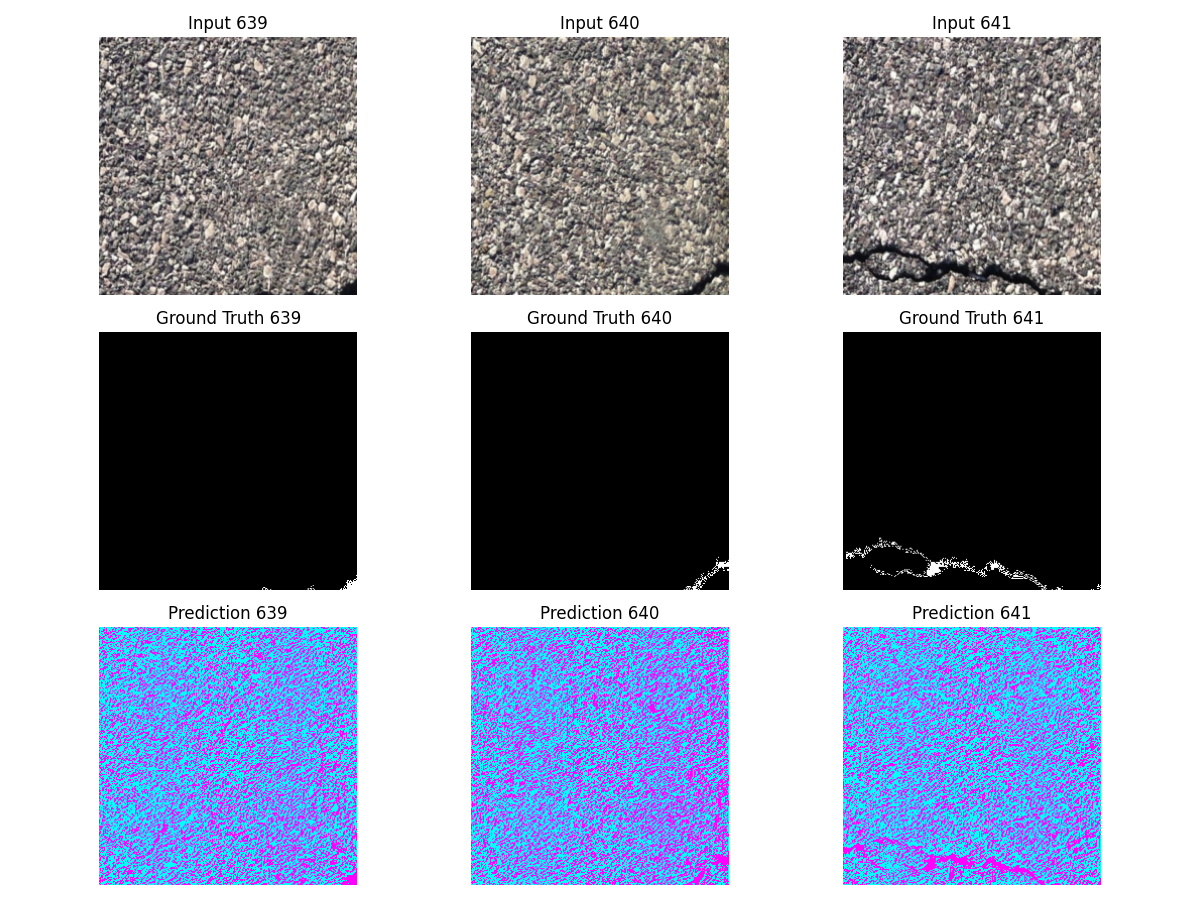 Input 639
Input 640
Input 641
Ground Truth 639
Ground Truth 640
Ground Truth 641
Prediction 639
Prediction 640
Prediction 641